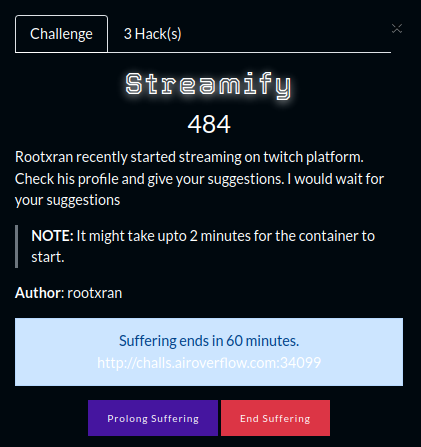 Challenge
3 Hack(s)
Streamify
484
Rootxran recently started streaming on twitch platform.
Check his profile and give your suggestions. I would wait for
your suggestions
NOTE: It might take upto 2 minutes for the container to
start.
Author: rootxran
Suffering ends in 60 minutes.
http://challs.airoverflow.com:34099
Prolong Suffering
End Suffering